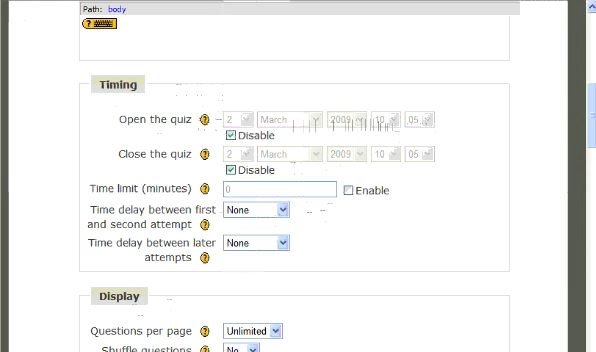 Path: body
Timing
Open the quiz 2 March 2009 10 05
Disable
Close the quiz 2 March 2009 10 05
Disable
Time limit (minutes) 0 Enable
Time delay between first None
and second attempt
Time delay between later None
attempts
Display
Questions per page Unlimited
Shuffle questions No